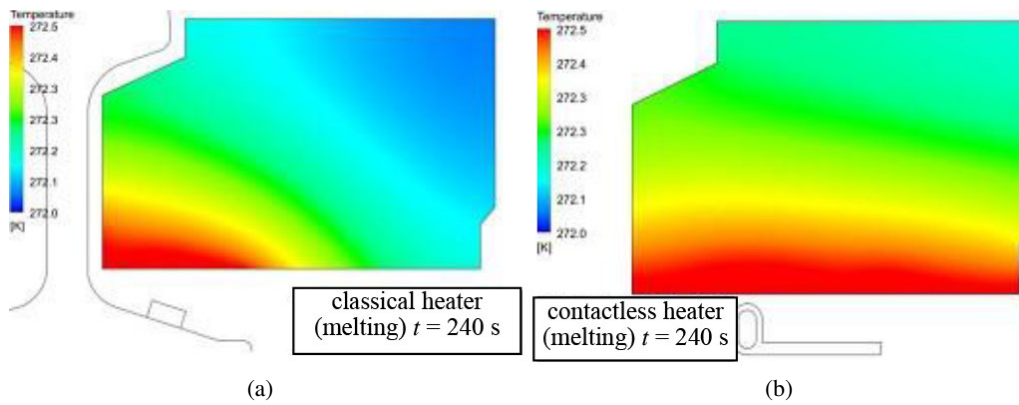 Temperature
272.5
272.4
272.3
272.3
272.2
272.1
272.0
[K]
classical heater
(melting) t = 240 s
(a)
Temperature
272.5
272.4
272.3
272.3
272.2
272.1
272.0
[K]
contactless heater
(melting) t = 240 s
(b)